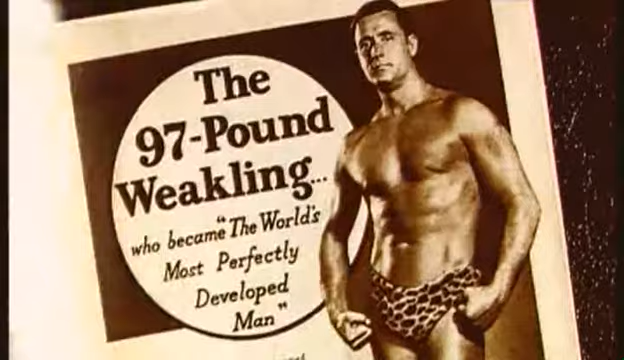 The
97-Pound
Weakling...
who became "The World's
Most Perfectly
Developed
Man"